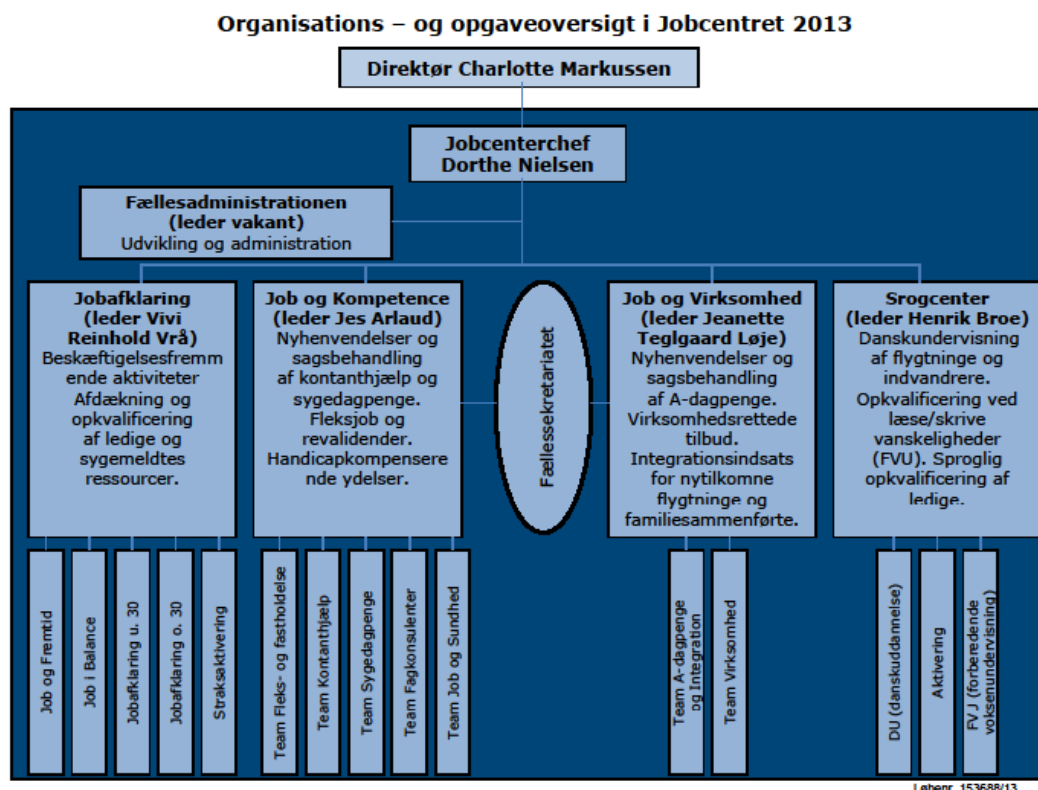 Organisations – og opgaveoversigt i Jobcentret 2013
Direktør Charlotte Markussen
Jobcenterchef
Dorthe Nielsen
Fællesadministrationen
(leder vakant)
Udvikling og administration
Jobafklaring
(leder Vivi
Reinhold Vrå)
Beskæftigelsesfremm
ende aktiviteter
Afdækning og
opkvalificering
af ledige og
sygemeldtes
ressourcer.
Job og Kompetence
(leder Jes Arlaud)
Nyhenvendelser og
sagsbehandling
af kontanthjælp og
sygedagpenge.
Fleksjob og
revalidender.
Handicapkompensere
nde ydelser.
Fællessekretariatet
Job og Virksomhed
(leder Jeanette
Teglgaard Løje)
Nyhenvendelser og
sagsbehandling
af A-dagpenge.
Virksomhedsrettede
tilbud.
Integrationsindsats
for nytilkomne
flygtninge og
familiesammenførte.
Srogcenter
(leder Henrik Broe)
Danskundervisning
af flygtninge og
indvandrere.
Opkvalificering ved
læse/skrive
vanskeligheder
(FVU). Sproglig
opkvalificering af
ledige.
Job og Fremtid
Job i Balance
Jobafklaring u. 30
Jobafklaring o. 30
Straksaktivering
Team Fleks- og fastholdelse
Team Kontanthjælp
Team Sygedagpenge
Team Fagkonsulenter
Team Job og Sundhed
Team A-dagpenge
og Integration
Team Virksomhed
DU (danskuddannelse)
Aktivering
FVJ (forberedende
voksenundervisning)
Løbenr. 153688/13